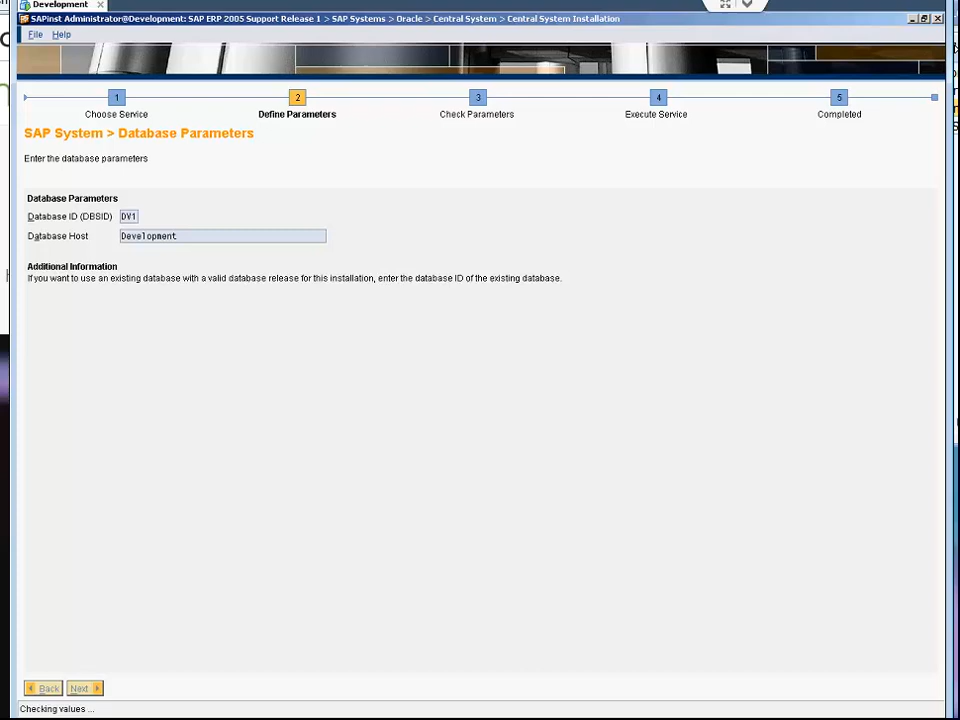 Development
SAPinst Administrator@Development: SAP ERP 2005 Support Release 1 > SAP Systems > Oracle > Central System > Central System Installation
File Help
1 2 3 4 5
Choose Service Define Parameters Check Parameters Execute Service Completed
SAP System > Database Parameters
Enter the database parameters
Database Parameters
Database ID (DBSID) DV1
Database Host Development
Additional Information
If you want to use an existing database with a valid database release for this installation, enter the database ID of the existing database.
Back Next
Checking values ...